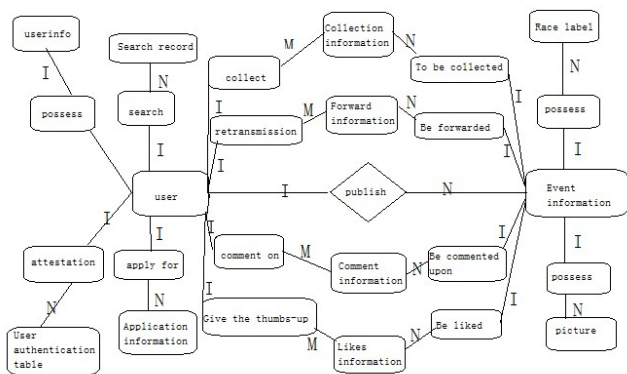 userinfo
Search record
Collection
information
Race label
I
N
M
N
N
collect
To be collected
possess
search
I
M
Forward
information
N
I
possess
retransmission
Be forwarded
I
I
I
I
I
user
I
publish
N
Event
information
I
I
I
I
I
attestation
apply for
comment on
M
Comment
information
N
Be commented
upon
possess
N
N
I
I
N
User
authentication
table
Application
information
Give the thumbs-up
M
Likes
information
N
Be liked
picture